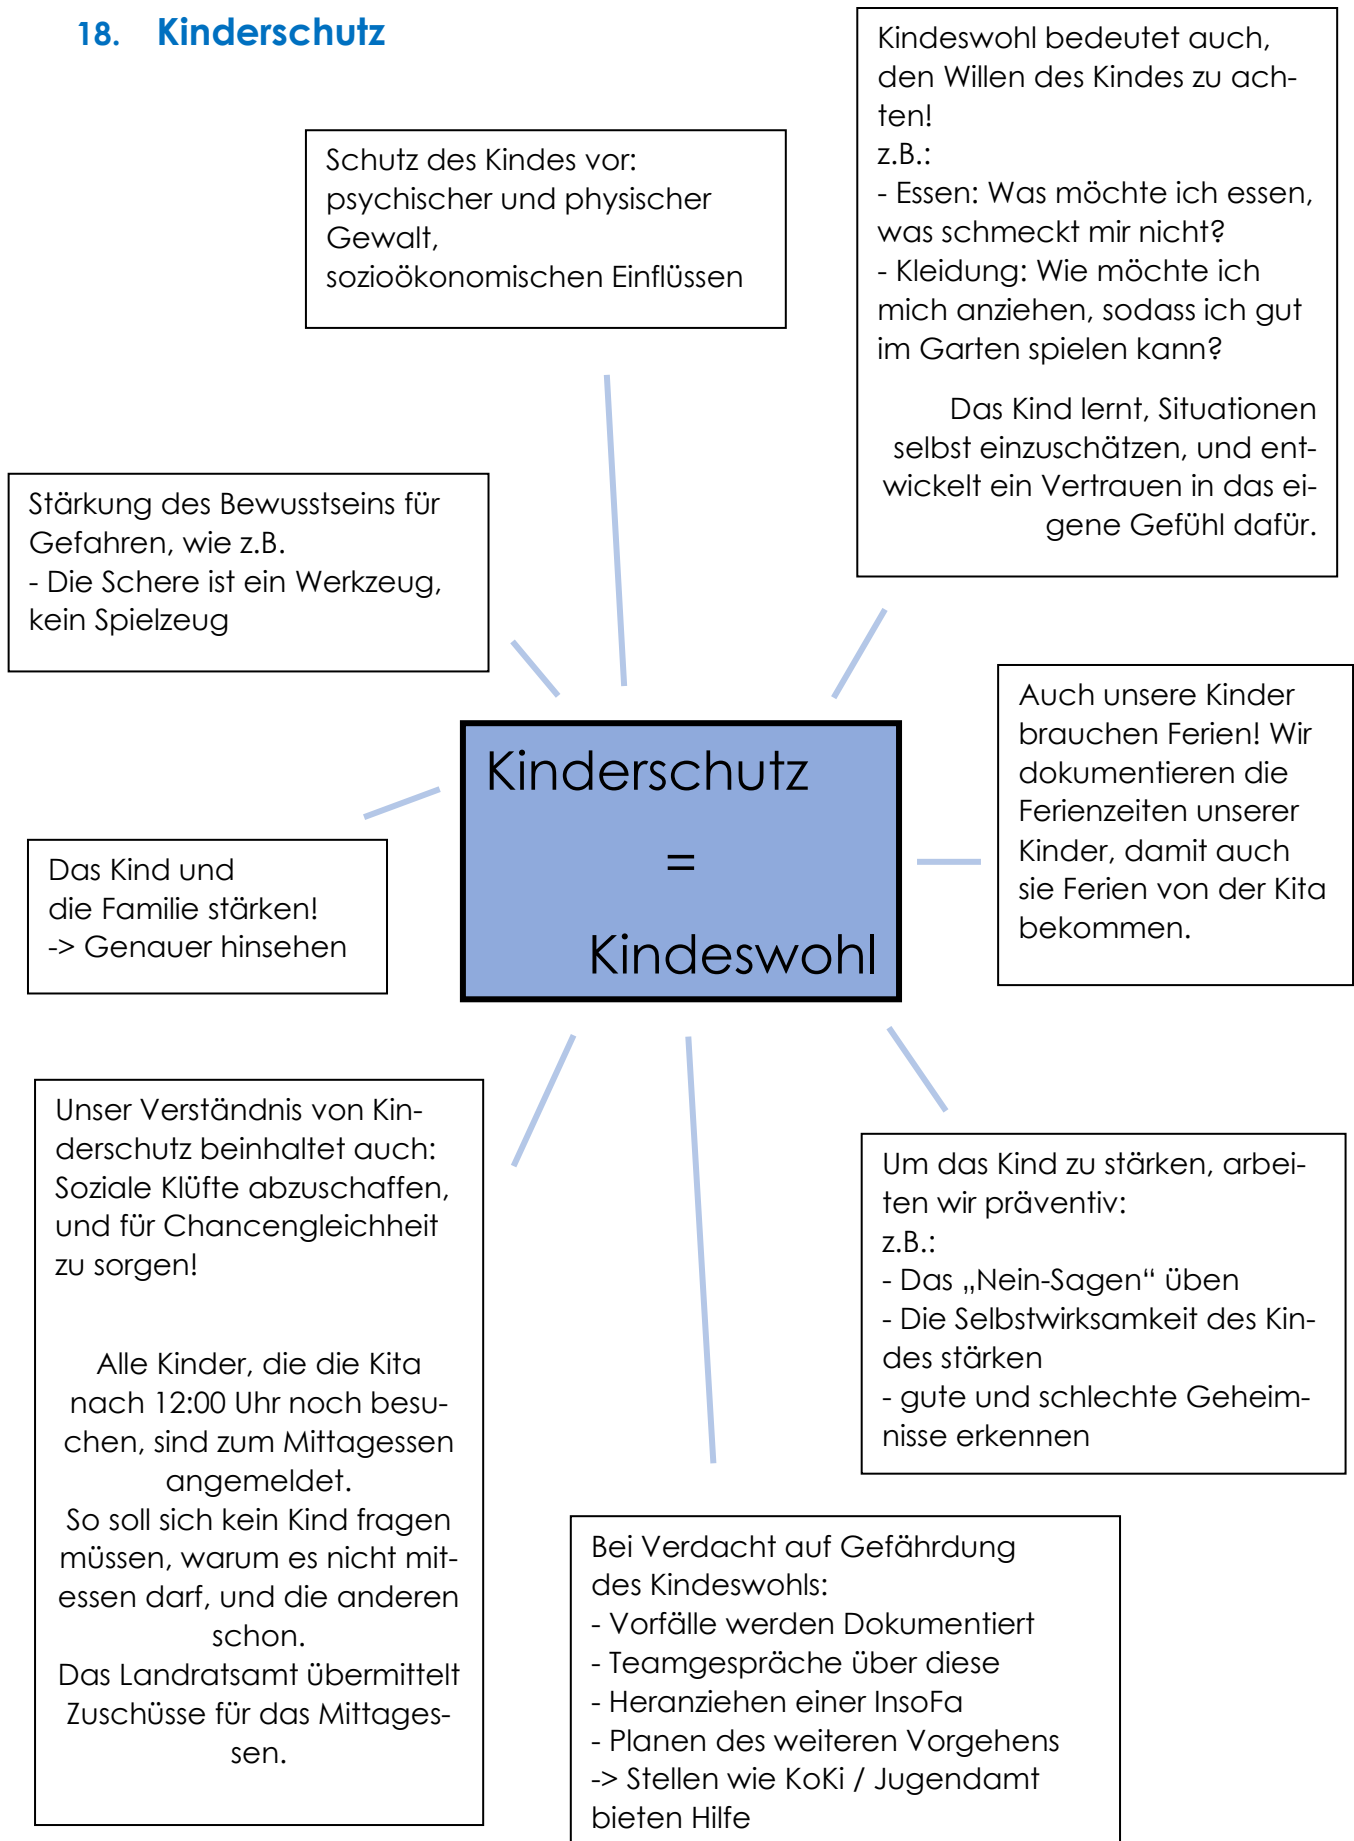 18. Kinderschutz
Kindeswohl bedeutet auch,
den Willen des Kindes zu ach-
ten!
z.B.:
- Essen: Was möchte ich essen,
was schmeckt mir nicht?
- Kleidung: Wie möchte ich
mich anziehen, sodass ich gut
im Garten spielen kann?
Das Kind lernt, Situationen
selbst einzuschätzen, und ent-
wickelt ein Vertrauen in das ei-
gene Gefühl dafür.
Schutz des Kindes vor:
psychischer und physischer
Gewalt,
sozioökonomischen Einflüssen
Stärkung des Bewusstseins für
Gefahren, wie z.B.
- Die Schere ist ein Werkzeug,
kein Spielzeug
Auch unsere Kinder
brauchen Ferien! Wir
dokumentieren die
Ferienzeiten unserer
Kinder, damit auch
sie Ferien von der Kita
bekommen.
Kinderschutz
=
Kindeswohl
Das Kind und
die Familie stärken!
-> Genauer hinsehen
Unser Verständnis von Kin-
derschutz beinhaltet auch:
Soziale Klüfte abzuschaffen,
und für Chancengleichheit
zu sorgen!
Alle Kinder, die die Kita
nach 12:00 Uhr noch besu-
chen, sind zum Mittagessen
angemeldet.
So soll sich kein Kind fragen
müssen, warum es nicht mit-
essen darf, und die anderen
schon.
Das Landratsamt übermittelt
Zuschüsse für das Mittages-
sen.
Um das Kind zu stärken, arbei-
ten wir präventiv:
z.B.:
- Das „Nein-Sagen“ üben
- Die Selbstwirksamkeit des Kin-
des stärken
- gute und schlechte Geheim-
nisse erkennen
Bei Verdacht auf Gefährdung
des Kindeswohls:
- Vorfälle werden Dokumentiert
- Teamgespräche über diese
- Heranziehen einer InsoFa
- Planen des weiteren Vorgehens
-> Stellen wie KoKi / Jugendamt
bieten Hilfe